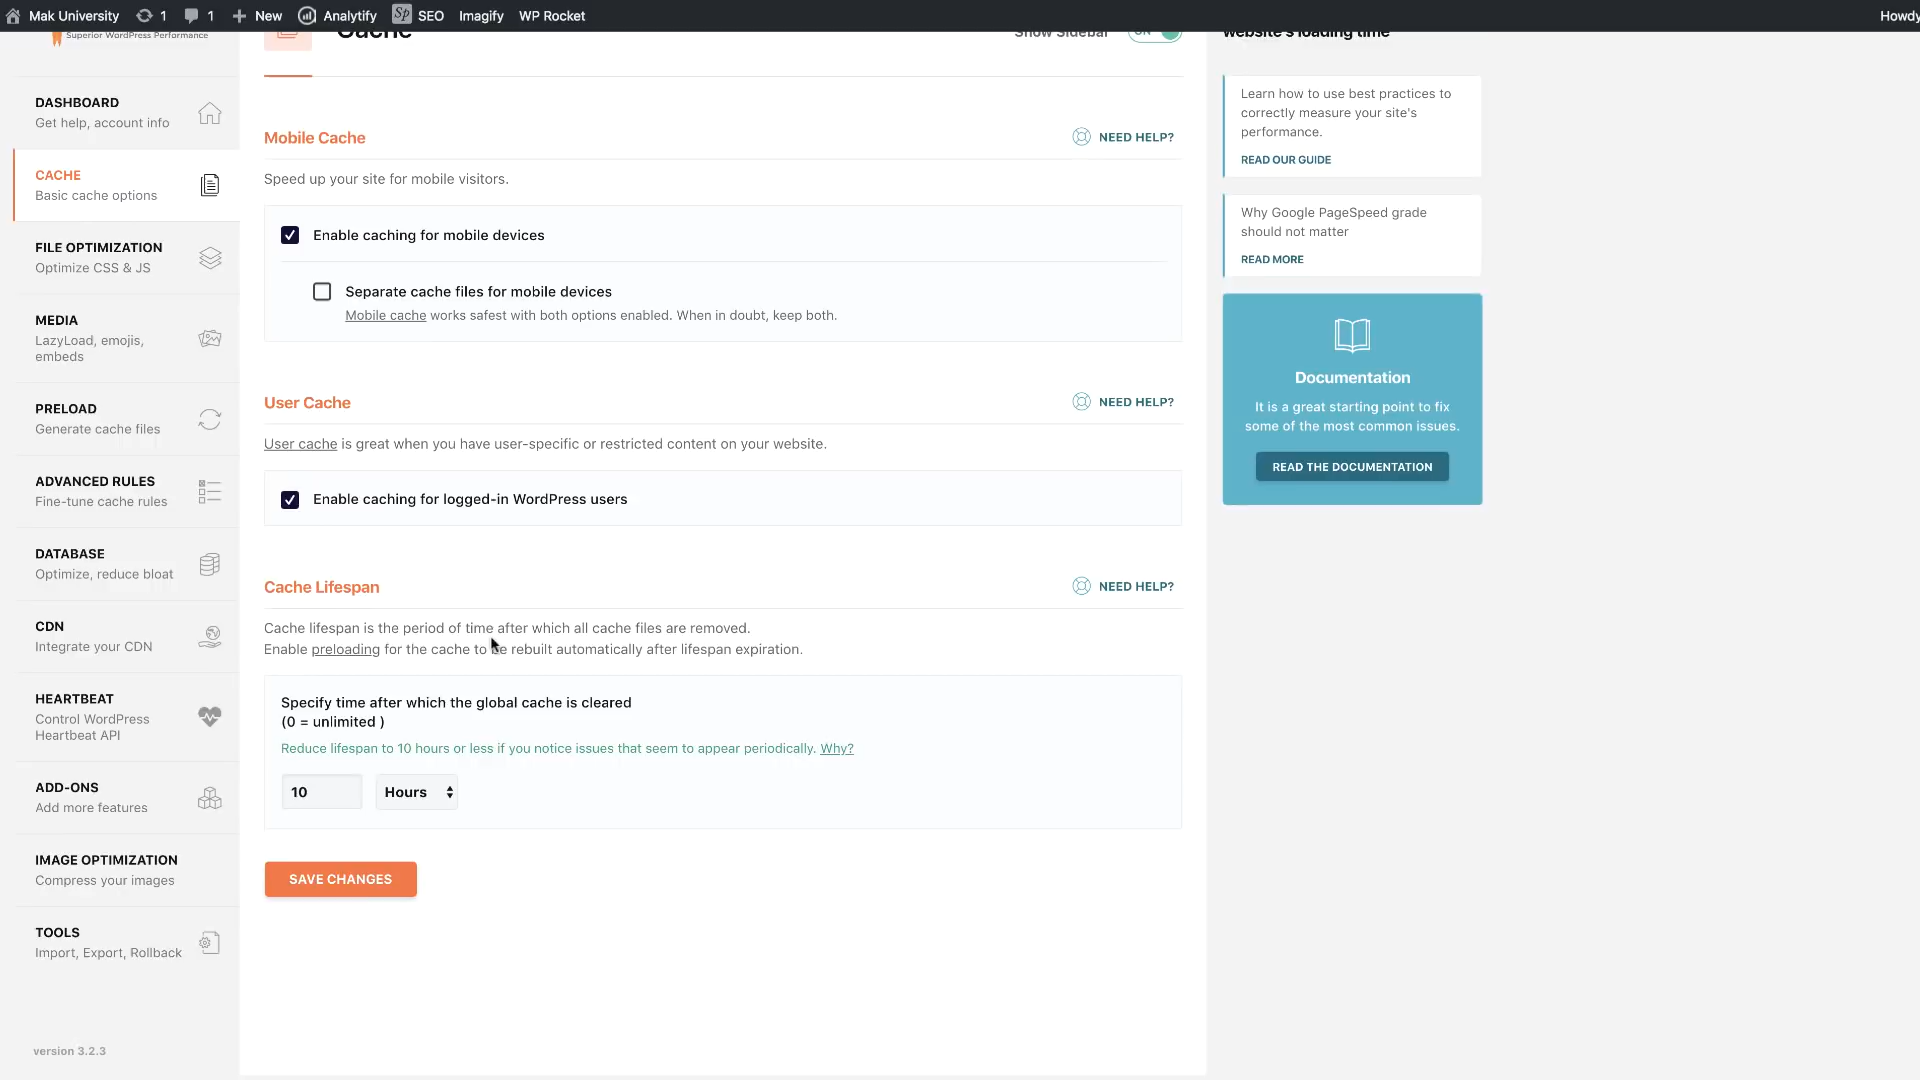 Mak University 1 1 New Analytify SEO Imagify WP Rocket Howdy
Superior WordPress Performance
Cache
Show Sidebar ON
website's loading time
DASHBOARD
Get help, account info
CACHE
Basic cache options
FILE OPTIMIZATION
Optimize CSS & JS
MEDIA
LazyLoad, emojis,
embeds
PRELOAD
Generate cache files
ADVANCED RULES
Fine-tune cache rules
DATABASE
Optimize, reduce bloat
CDN
Integrate your CDN
HEARTBEAT
Control WordPress
Heartbeat API
ADD-ONS
Add more features
IMAGE OPTIMIZATION
Compress your images
TOOLS
Import, Export, Rollback
version 3.2.3
Mobile Cache
NEED HELP?
Speed up your site for mobile visitors.
Enable caching for mobile devices
Separate cache files for mobile devices
Mobile cache works safest with both options enabled. When in doubt, keep both.
User Cache
NEED HELP?
User cache is great when you have user-specific or restricted content on your website.
Enable caching for logged-in WordPress users
Cache Lifespan
NEED HELP?
Cache lifespan is the period of time after which all cache files are removed.
Enable preloading for the cache to be rebuilt automatically after lifespan expiration.
Specify time after which the global cache is cleared
(0 = unlimited )
Reduce lifespan to 10 hours or less if you notice issues that seem to appear periodically. Why?
10 Hours
SAVE CHANGES
Learn how to use best practices to
correctly measure your site's
performance.
READ OUR GUIDE
Why Google PageSpeed grade
should not matter
READ MORE
Documentation
It is a great starting point to fix
some of the most common issues.
READ THE DOCUMENTATION